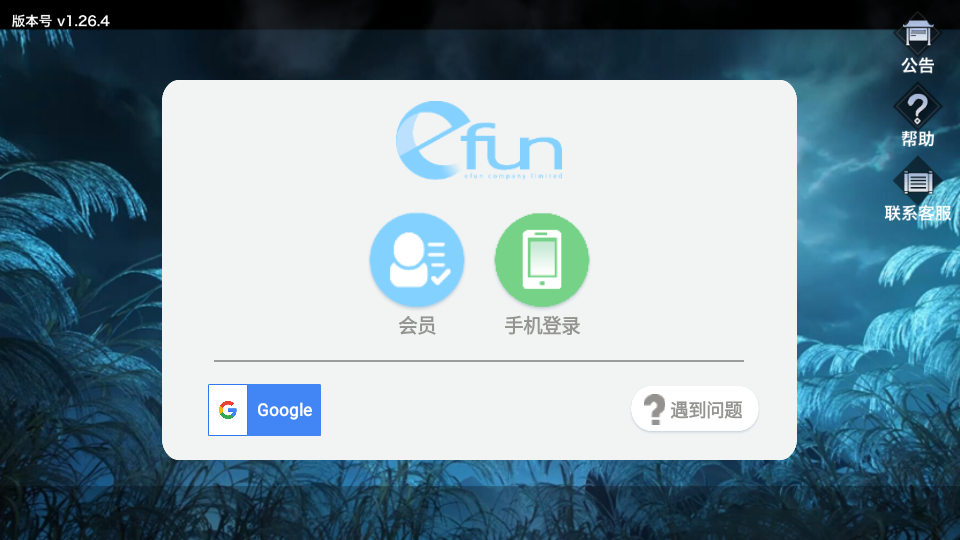 版本号 v1.26.4
公告
帮助
联系客服
efun
efun company limited
会员
手机登录
Google
遇到问题